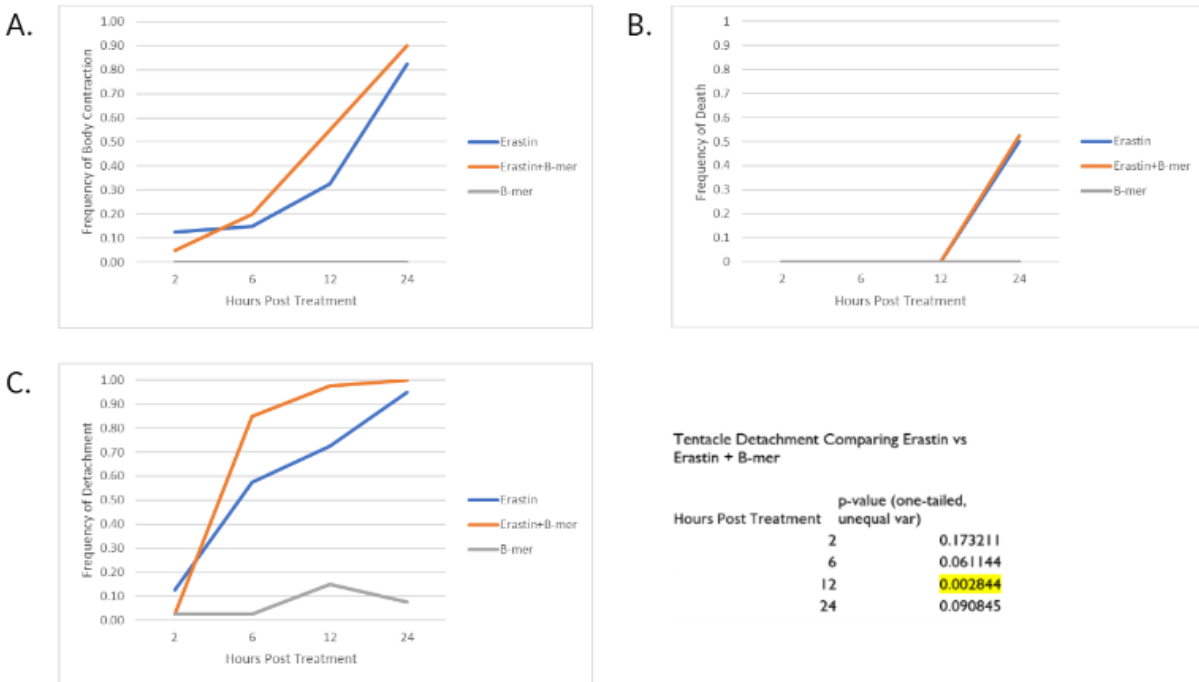 A.
Frequency of Body Contraction
1.00
0.90
0.80
0.70
0.60
0.50
0.40
0.30
0.20
0.10
0.00
2 6 12 24
Hours Post Treatment
Erastin
Erastin+B-mer
B-mer
B.
Frequency of Death
1
0.9
0.8
0.7
0.6
0.5
0.4
0.3
0.2
0.1
0
2 6 12 24
Hours Post Treatment
Erastin
Erastin+B-mer
B-mer
C.
Frequency of Detachment
1.00
0.90
0.80
0.70
0.60
0.50
0.40
0.30
0.20
0.10
0.00
2 6 12 24
Hours Post Treatment
Erastin
Erastin+B-mer
B-mer
Tentacle Detachment Comparing Erastin vs
Erastin + B-mer
p-value (one-tailed,
Hours Post Treatment unequal var)
2 0.173211
6 0.061144
12 0.002844
24 0.090845